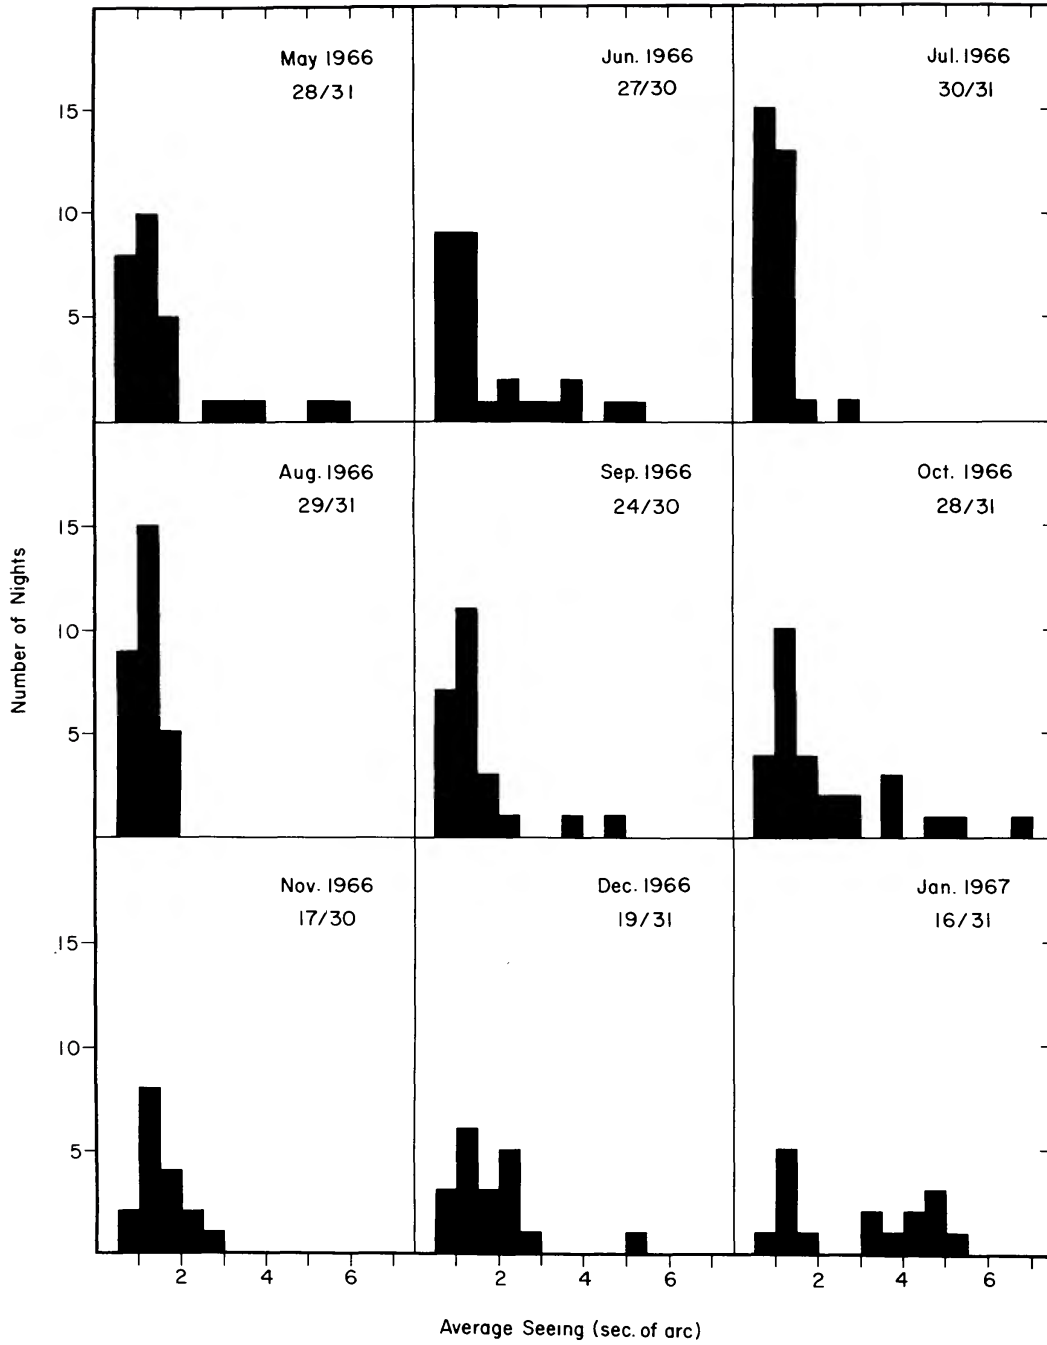 May 1966
28/31
Jun. 1966
27/30
Jul. 1966
30/31
15
10
5
Aug. 1966
29/31
Sep. 1966
24/30
Oct. 1966
28/31
15
10
5
Number of Nights
Nov. 1966
17/30
Dec. 1966
19/31
Jan. 1967
16/31
15
10
5
2 4 6 2 4 6 2 4 6
Average Seeing (sec. of arc)